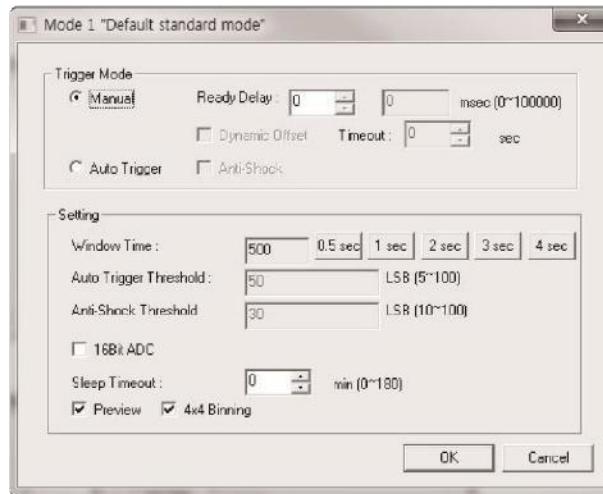 Mode 1 "Default standard mode"
Trigger Mode
Manual Ready Delay : 0 0 msec (0~100000)
Dynamic Offset Timeout : 0 sec
Auto Trigger Anti-Shock
Setting
Window Time : 500 0.5 sec 1 sec 2 sec 3 sec 4 sec
Auto Trigger Threshold : 50 LSB (5~100)
Anti-Shock Threshold 30 LSB (10~100)
16Bit ADC
Sleep Timeout : 0 min (0~180)
Preview 4x4 Binning
OK Cancel